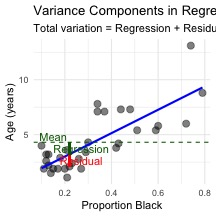 Variance Components in Regre
Total variation = Regression + Residu
Age (years)
10
5
Mean
Regression
Residual
0.2
0.4
0.6
0.8
Proportion Black